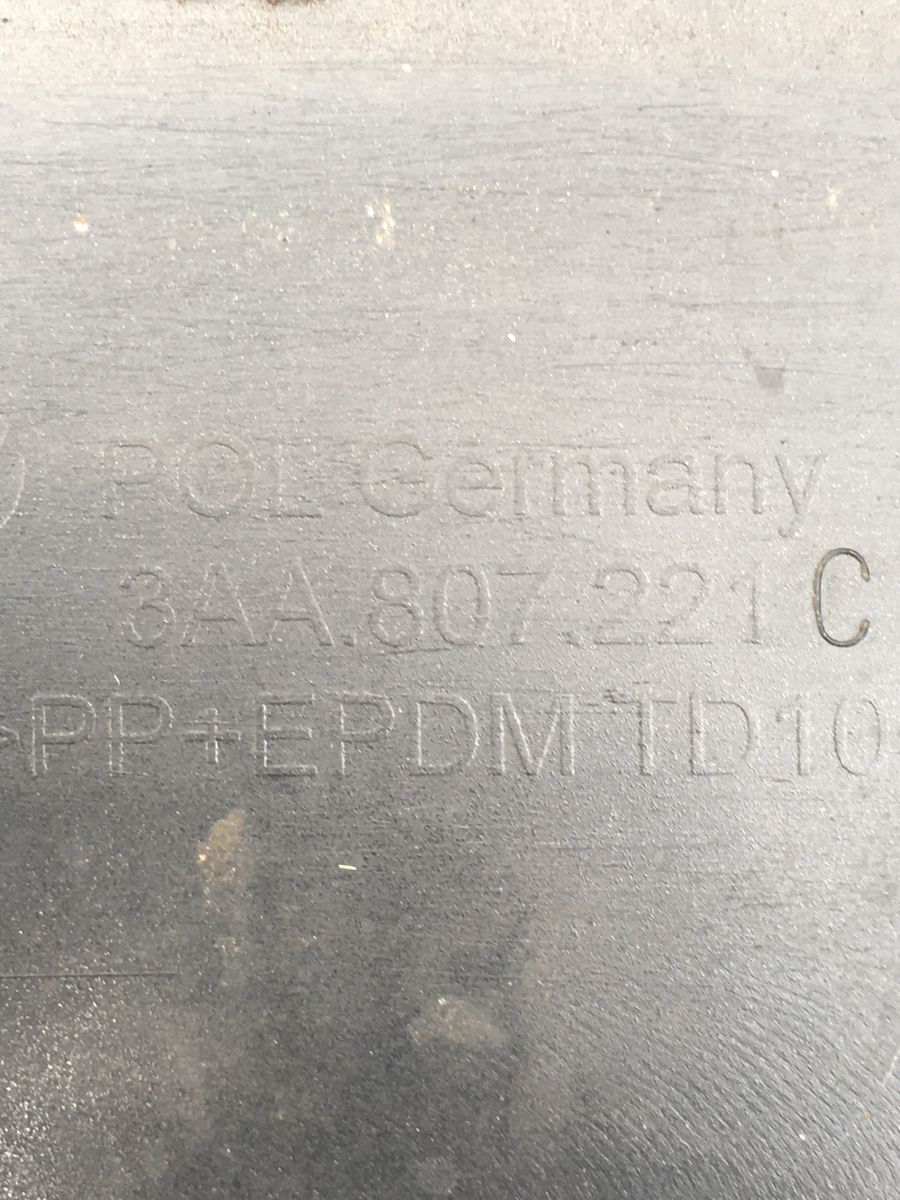 POL Germany
3AA.807.221 C
>PP+EPDM TD10